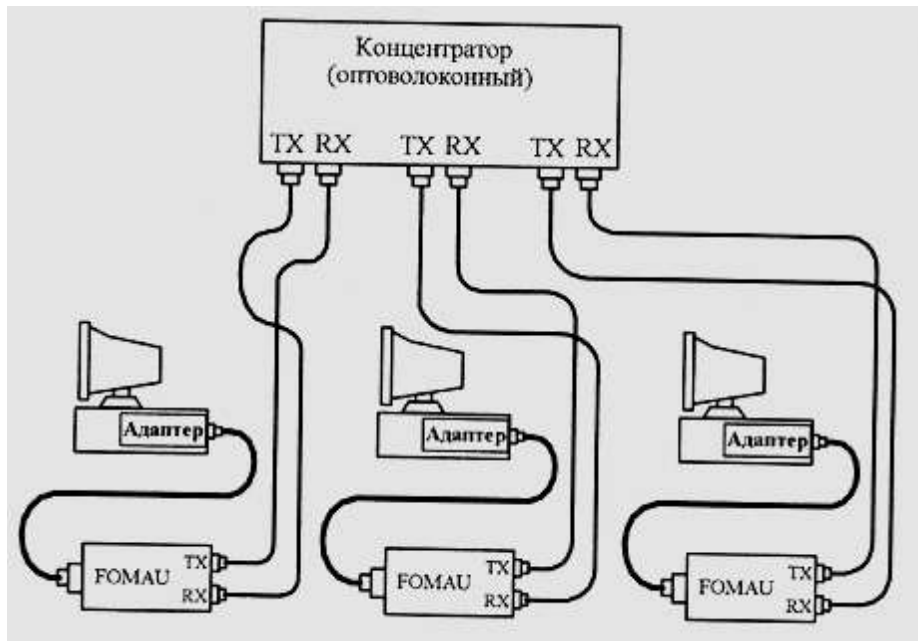 Концентратор
(оптоволоконный)
TX RX TX RX TX RX
Адаптер Адаптер Адаптер
TX TX TX
FOMAU FOMAU FOMAU
RX RX RX